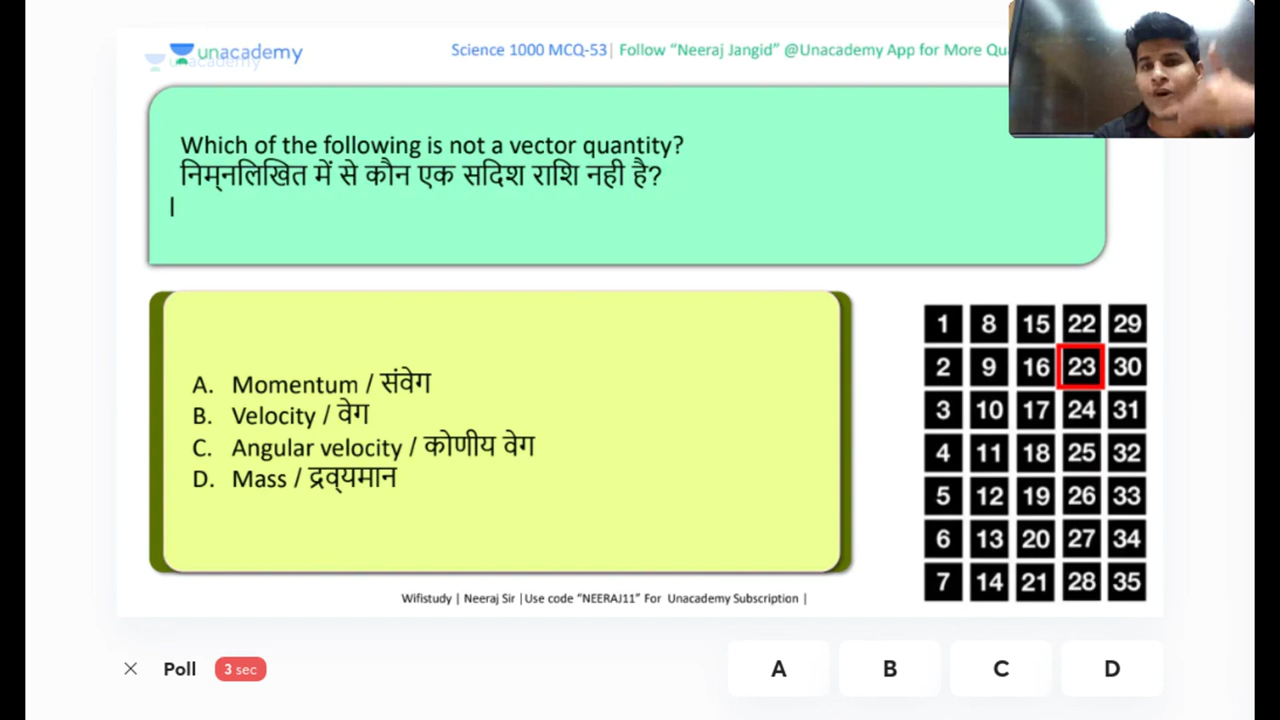 unacademy
unacademy
Science 1000 MCQ-53| Follow “Neeraj Jangid” @Unacademy App for More
Which of the following is not a vector quantity?
निम्नलिखित में से कौन एक सदिश राशि नही है?
A. Momentum / संवेग
B. Velocity / वेग
C. Angular velocity / कोणीय वेग
D. Mass / द्रव्यमान
1 8 15 22 29
2 9 16 23 30
3 10 17 24 31
4 11 18 25 32
5 12 19 26 33
6 13 20 27 34
7 14 21 28 35
Wifistudy | Neeraj Sir |Use code “NEERAJ11” For Unacademy Subscription |
Poll 3 sec A B C D